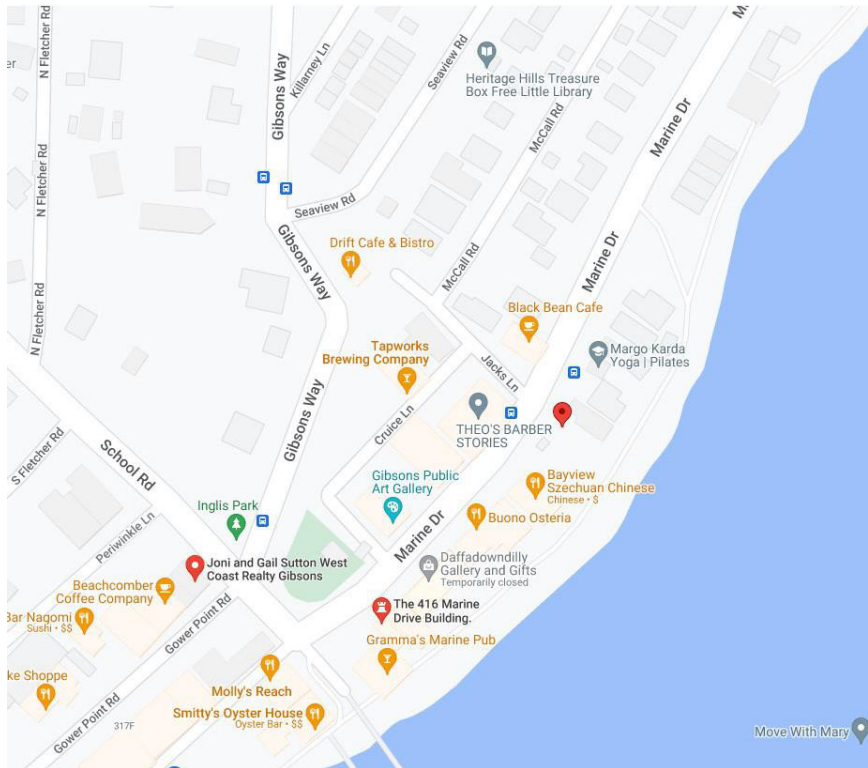 N Fletcher Rd
er
N Fletcher Rd
N Fletcher Rd
Gibsons Way
Killarney Ln
Seaview Rd
Heritage Hills Treasure
Box Free Little Library
McCall Rd
Marine Dr
M
Seaview Rd
Gibsons Way
Drift Cafe & Bistro
McCall Rd
Marine Dr
N Fletcher Rd
Black Bean Cafe
Tapworks
Brewing Company
Jacks Ln
Margo Karda
Yoga | Pilates
Gibsons Way
Cruice Ln
THEO'S BARBER
STORIES
S Fletcher Rd
School Rd
Gibsons Public
Art Gallery
Bayview
Szechuan Chinese
Chinese • $
Inglis Park
Buono Osteria
Marine Dr
Periwinkle Ln
Joni and Gail Sutton West
Coast Realty Gibsons
Daffadowndilly
Gallery and Gifts
Temporarily closed
Beachcomber
Coffee Company
Gower Point Rd
The 416 Marine
Drive Building.
Bar Nagomi
Sushi • $$
Gramma's Marine Pub
ke Shoppe
Molly's Reach
Smitty's Oyster House
Oyster Bar • $$
317F
Gower Point Rd
Move With Mary